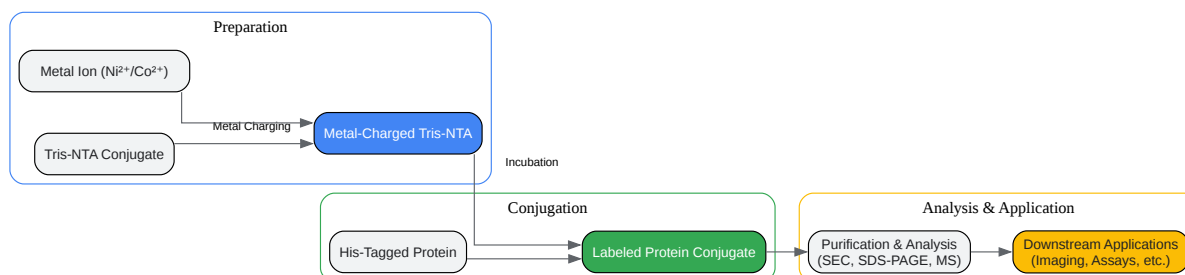 Preparation
Metal Ion (Ni²⁺/Co²⁺)
Metal Charging
Metal-Charged Tris-NTA
Tris-NTA Conjugate
Incubation
Conjugation
His-Tagged Protein
Labeled Protein Conjugate
Analysis & Application
Purification & Analysis
(SEC, SDS-PAGE, MS)
Downstream Applications
(Imaging, Assays, etc.)